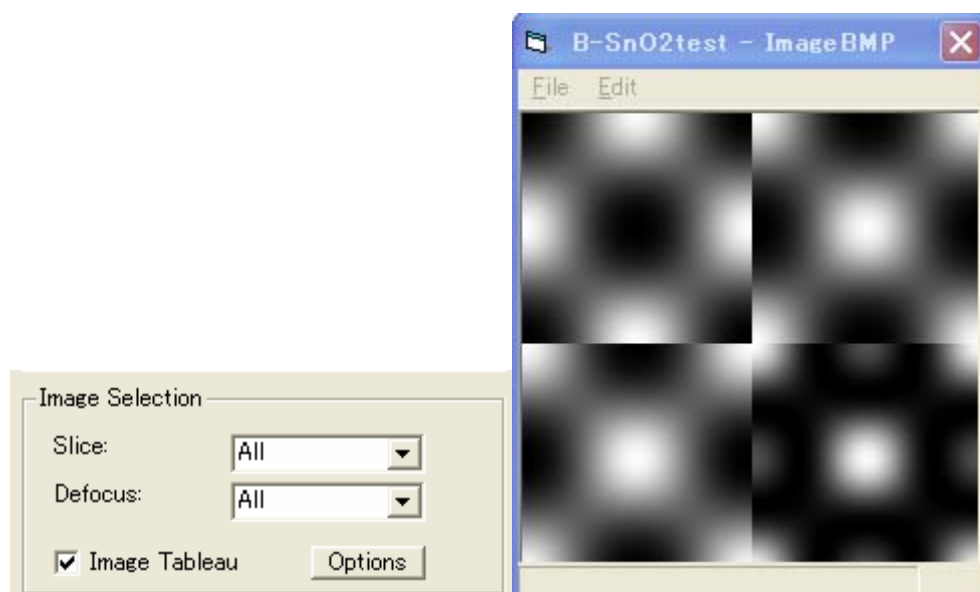 B-SnO2test - ImageBMP
File Edit
Image Selection
Slice: All
Defocus: All
Image Tableau Options